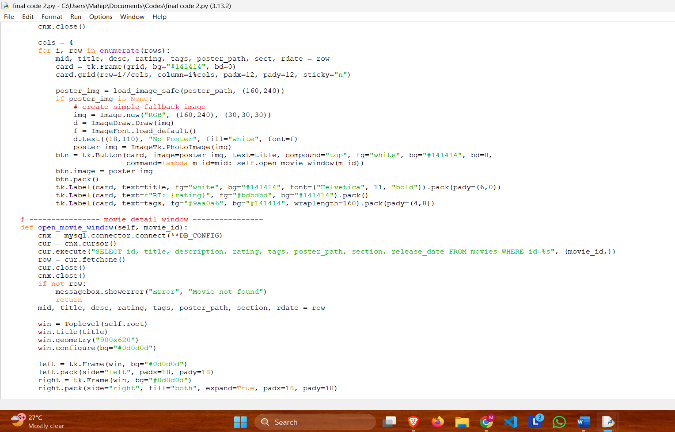 final code 2.py - C:\Users\Mahip\Documents\Codes\final code 2.py (3.13.2)
File Edit Format Run Options Window Help
cnx.close()
cols = 4
for i, row in enumerate(rows):
mid, title, desc, rating, tags, poster_path, sect, rdate = row
card = tk.Frame(grid, bg="#141414", bd=0)
card.grid(row=i//cols, column=i%cols, padx=12, pady=12, sticky="n")
poster_img = load_image_safe(poster_path, (160,240))
if poster_img is None:
# create simple fallback image
img = Image.new("RGB", (160,240), (30,30,30))
d = ImageDraw.Draw(img)
f = ImageFont.load_default()
d.text((18,110), "No Poster", fill="white", font=f)
poster_img = ImageTk.PhotoImage(img)
btn = tk.Button(card, image=poster_img, text=title, compound="top", fg="white", bg="#141414", bd=0,
command=lambda m_id=mid: self.open_movie_window(m_id))
btn.image = poster_img
btn.pack()
tk.Label(card, text=title, fg="white", bg="#141414", font=("Helvetica", 11, "bold")).pack(pady=(6,0))
tk.Label(card, text=f"RT: {rating}", fg="#bdbdbd", bg="#141414").pack()
tk.Label(card, text=tags, fg="#9aa0a6", bg="#141414", wraplength=160).pack(pady=(4,8))
# ---------------- movie detail window ----------------
def open_movie_window(self, movie_id):
cnx = mysql.connector.connect(**DB_CONFIG)
cur = cnx.cursor()
cur.execute("SELECT id, title, description, rating, tags, poster_path, section, release_date FROM movies WHERE id=%s", (movie_id,))
row = cur.fetchone()
cur.close()
cnx.close()
if not row:
messagebox.showerror("Error", "Movie not found")
return
mid, title, desc, rating, tags, poster_path, section, rdate = row
win = Toplevel(self.root)
win.title(title)
win.geometry("900x620")
win.configure(bg="#0d0d0d")
left = tk.Frame(win, bg="#0d0d0d")
left.pack(side="left", padx=18, pady=18)
right = tk.Frame(win, bg="#0d0d0d")
right.pack(side="right", fill="both", expand=True, padx=18, pady=18)
27°C
Mostly clear
Search